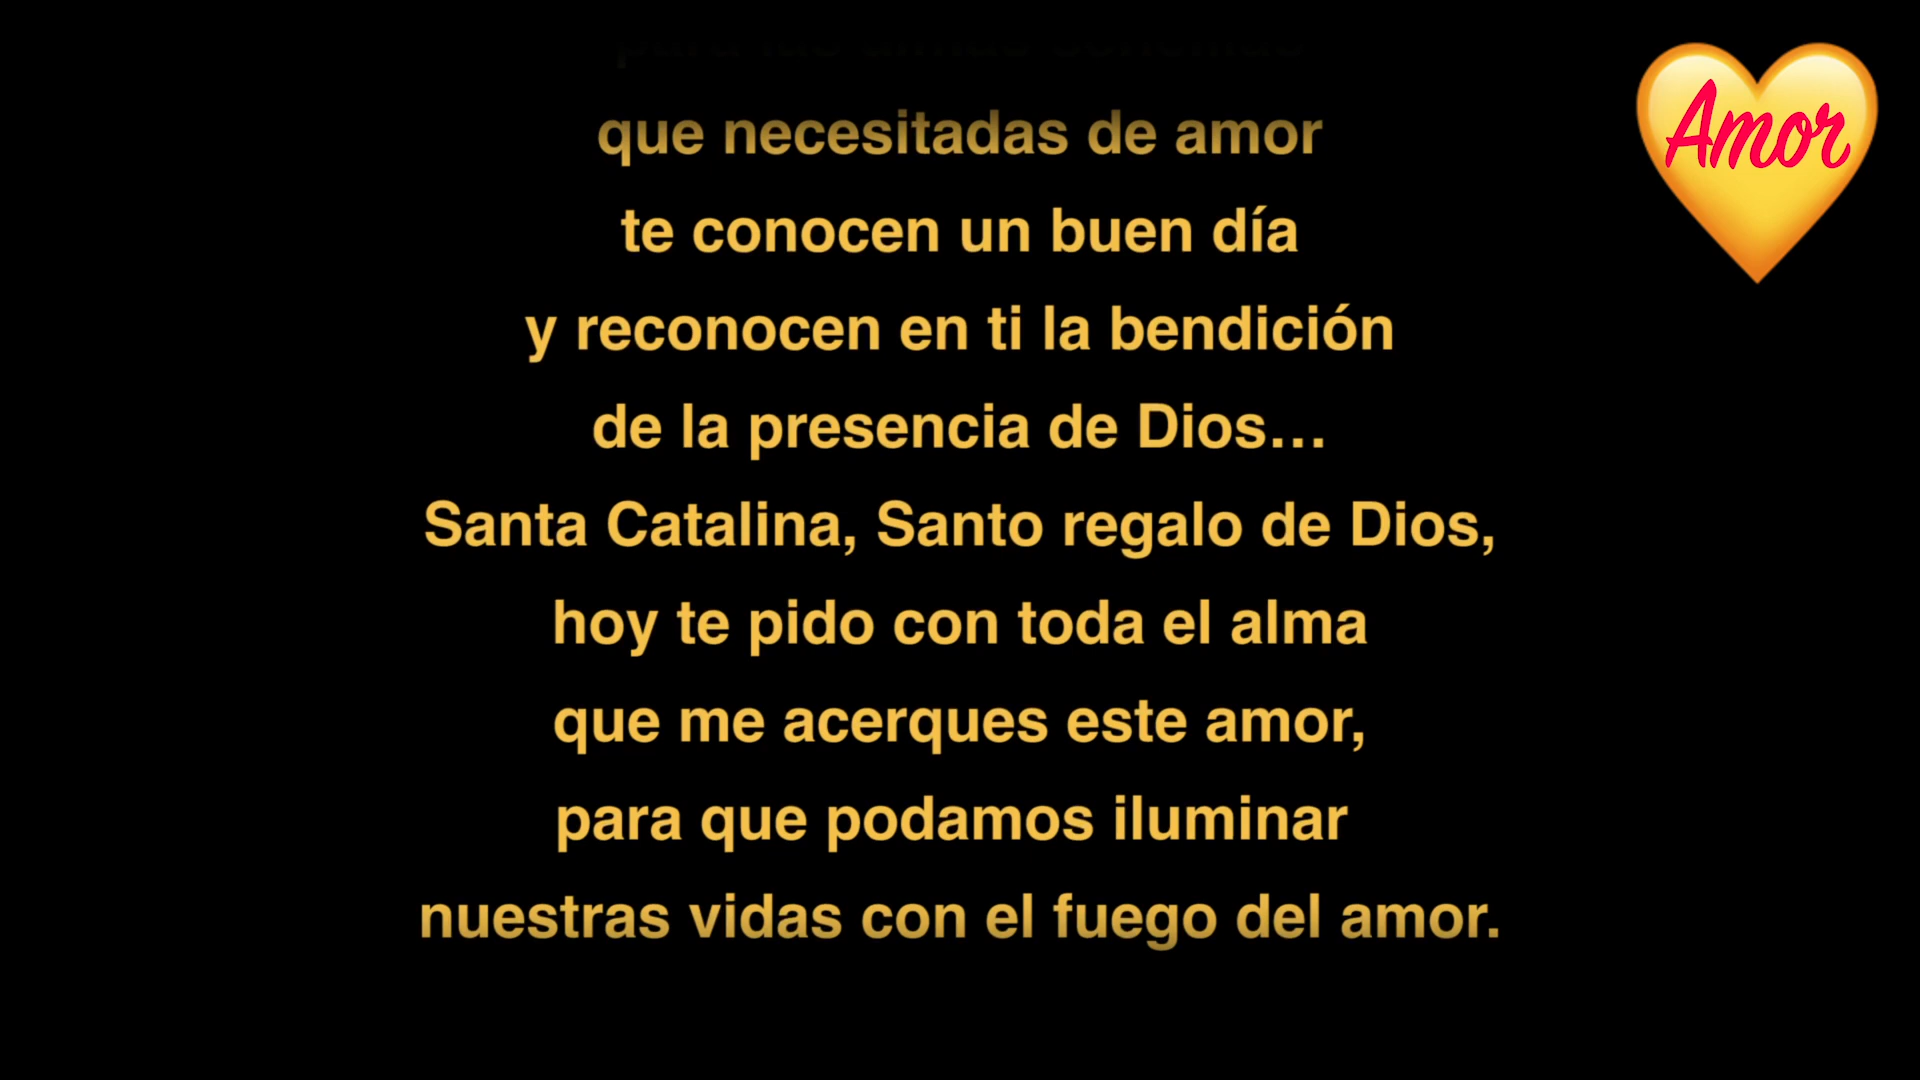 que necesitadas de amor
te conocen un buen día
y reconocen en ti la bendición
de la presencia de Dios…
Santa Catalina, Santo regalo de Dios,
hoy te pido con toda el alma
que me acerques este amor,
para que podamos iluminar
nuestras vidas con el fuego del amor.
Amor